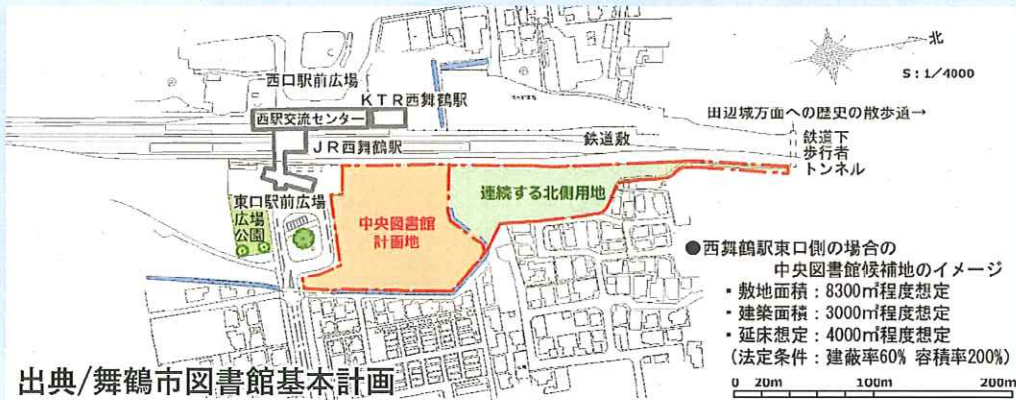 北
S：1/4000
西口駅前広場
KTR西舞鶴駅
西駅交流センター
田辺城方面への歴史の散歩道→
鉄道敷
鉄道下
歩行者
トンネル
JR西舞鶴駅
東口駅前広場
広場
公園
中央図書館
計画地
連続する北側用地
●西舞鶴駅東口側の場合の
中央図書館候補地のイメージ
・敷地面積：8300㎡程度想定
・建築面積：3000㎡程度想定
・延床想定：4000㎡程度想定
（法定条件：建蔽率60% 容積率200%）
0 20m 100m 200m
出典/舞鶴市図書館基本計画